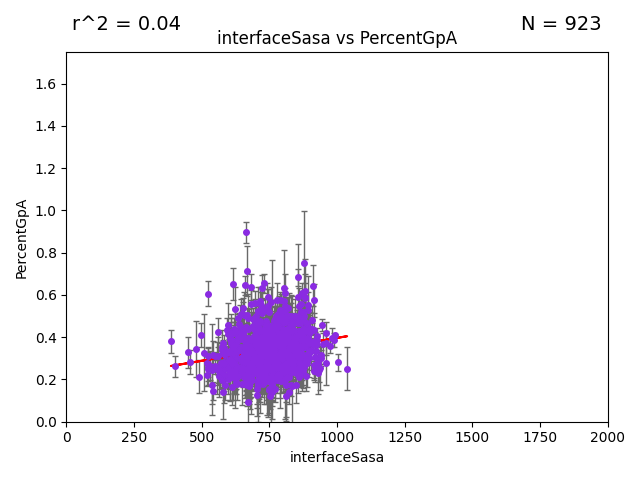 r^2 = 0.04
N = 923
interfaceSasa vs PercentGpA
PercentGpA
1.6
1.4
1.2
1.0
0.8
0.6
0.4
0.2
0.0
0 250 500 750 1000 1250 1500 1750 2000
interfaceSasa